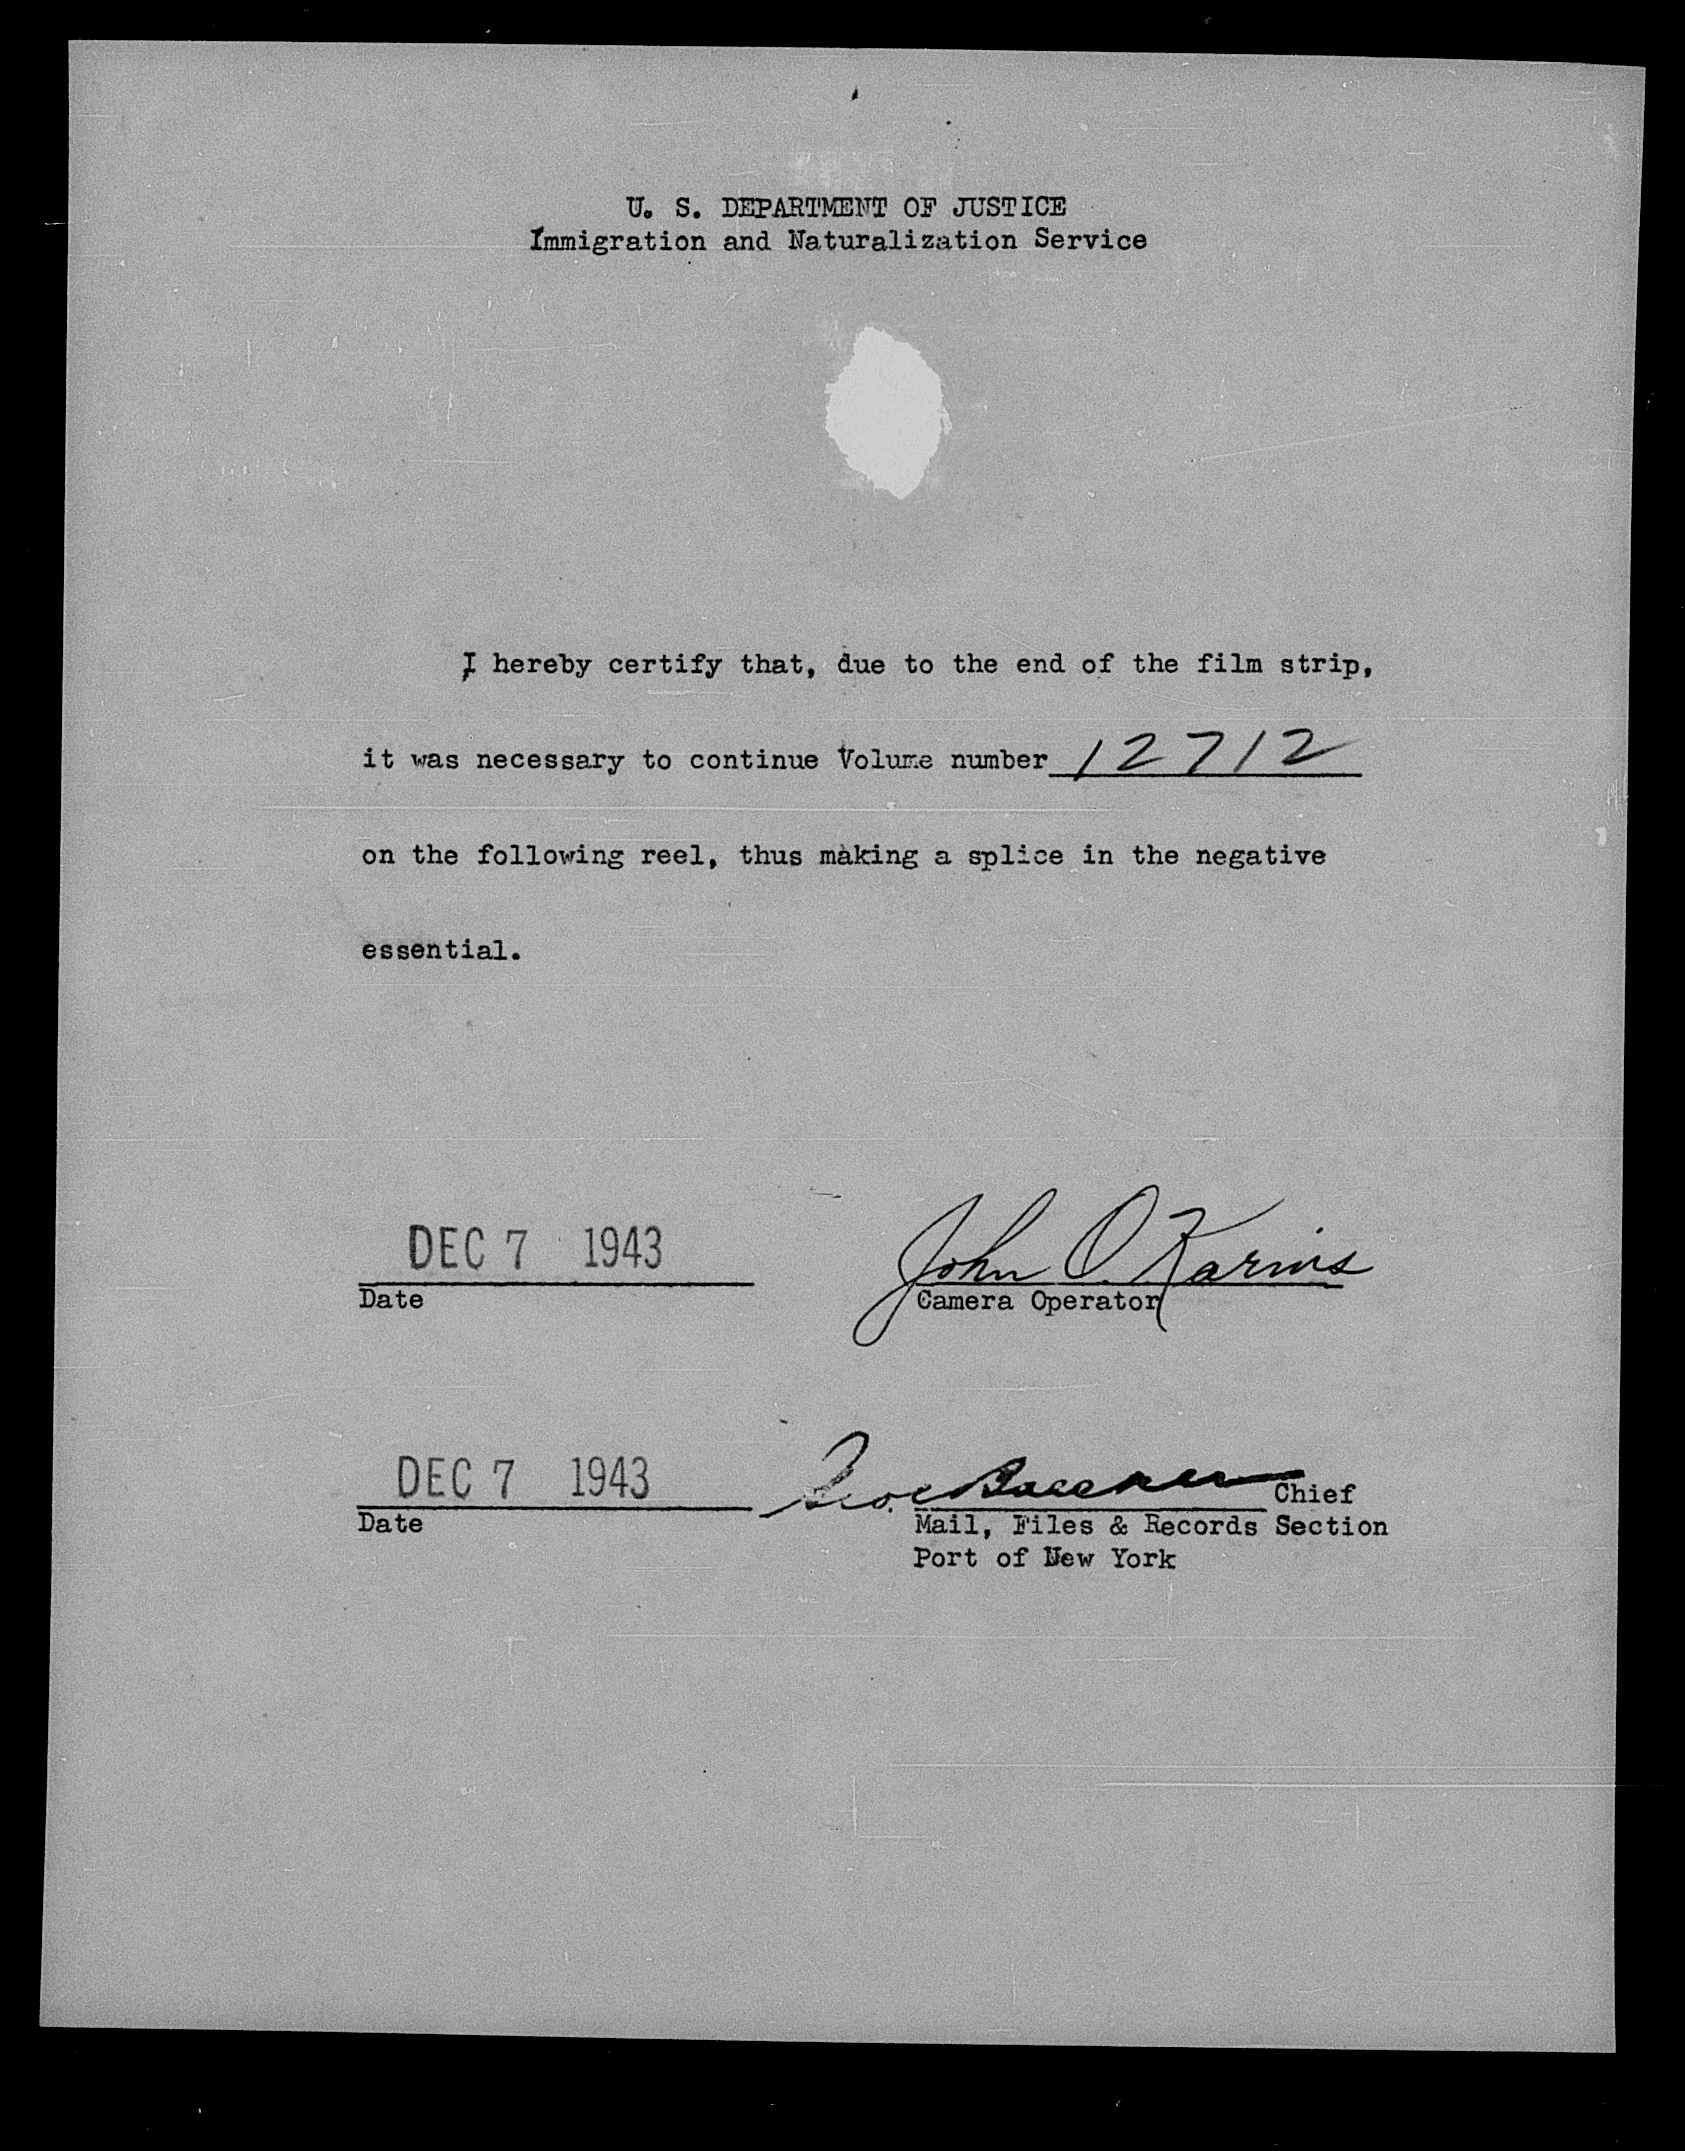 U. S. DEPARTMENT OF JUSTICE
Immigration and Naturalization Service
I hereby certify that, due to the end of the film strip,
it was necessary to continue Volume number 12712
on the following reel, thus making a splice in the negative
essential.
DEC 7 1943 John O. Karins
Date Camera Operator
DEC 7 1943 Chief
Date Mail, Files & Records Section
Port of New York